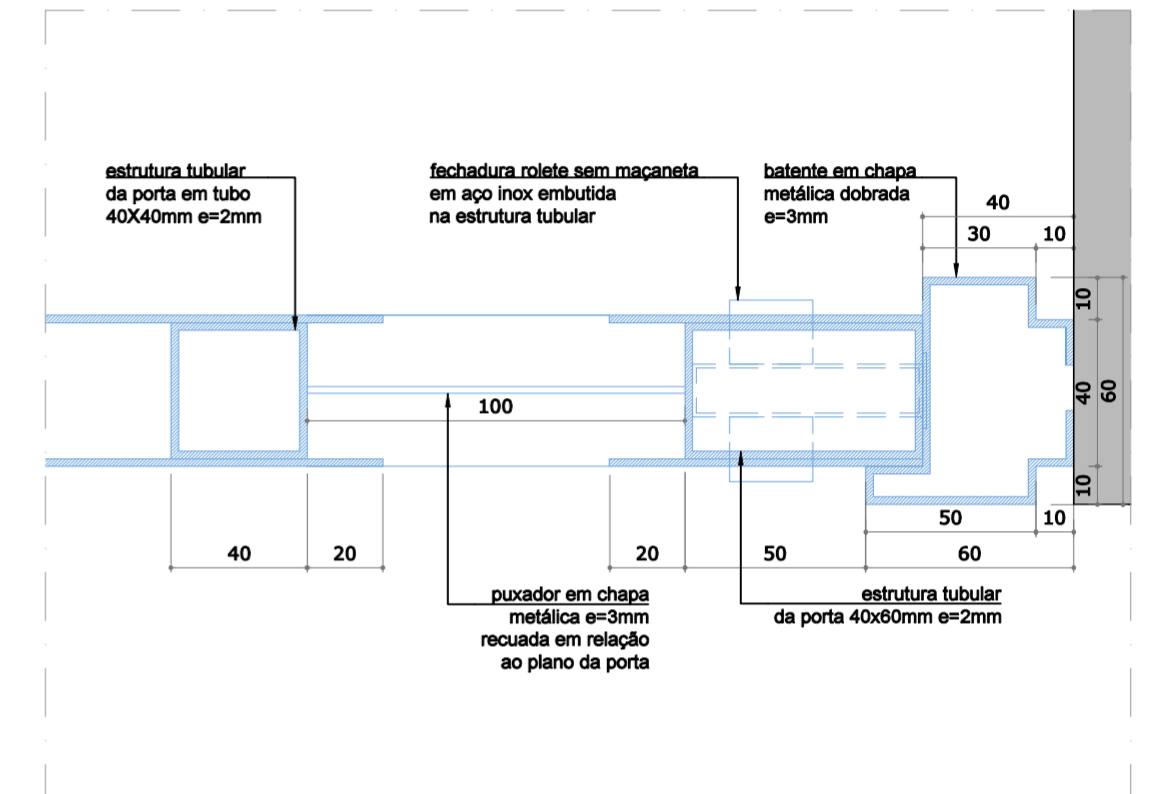 estrutura tubular
da porta em tubo
40X40mm e=2mm
fechadura rolete sem maçaneta
em aço inox embutida
na estrutura tubular
batente em chapa
metálica dobrada
e=3mm
40
30
10
10
40
60
10
100
50
10
40
20
20
50
60
puxador em chapa
metálica e=3mm
recuada em relação
ao plano da porta
estrutura tubular
da porta 40x60mm e=2mm